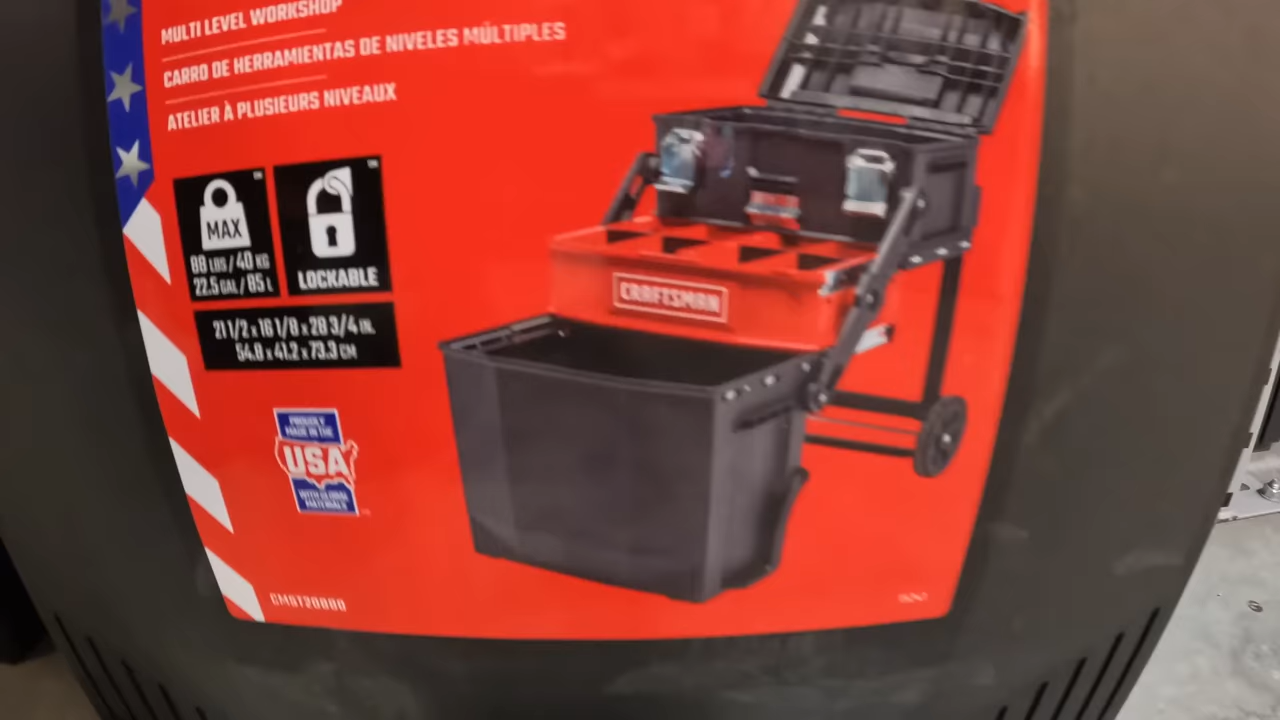 MULTI LEVEL WORKSHOP
CARRO DE HERRAMIENTAS DE NIVELES MÚLTIPLES
ATELIER À PLUSIEURS NIVEAUX
MAX
88 LBS / 40 KG
22.5 GAL / 85 L
LOCKABLE
21 1/2 x 16 1/8 x 28 3/4 IN.
54.8 x 41.2 x 73.3 CM
CRAFTSMAN
PROUDLY
MADE IN THE
USA
WITH GLOBAL
MATERIALS
CMST20880